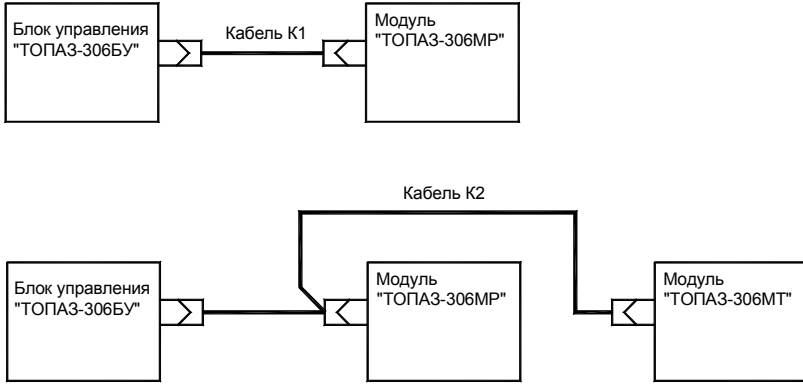 Блок управления
"ТОПАЗ-306БУ"
Кабель К1
Модуль
"ТОПАЗ-306МР"
Кабель К2
Блок управления
"ТОПАЗ-306БУ"
Модуль
"ТОПАЗ-306МР"
Модуль
"ТОПАЗ-306МТ"